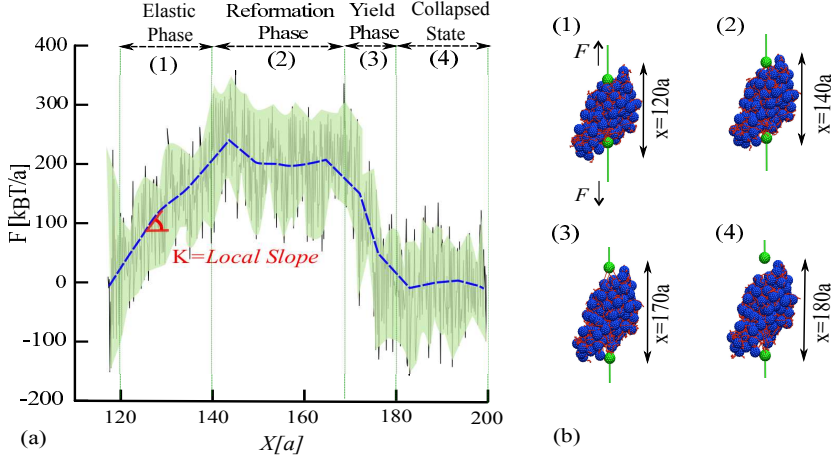 Elastic Phase
Reformation Phase
Yield Phase
Collapsed State
(1)
(2)
(3)
(4)
400
300
200
100
0
-100
-200
F [kBT/a]
K=Local Slope
120
140
160
180
200
X[a]
(a)
(1)
F
F
x=120a
(2)
x=140a
(3)
x=170a
(4)
x=180a
(b)